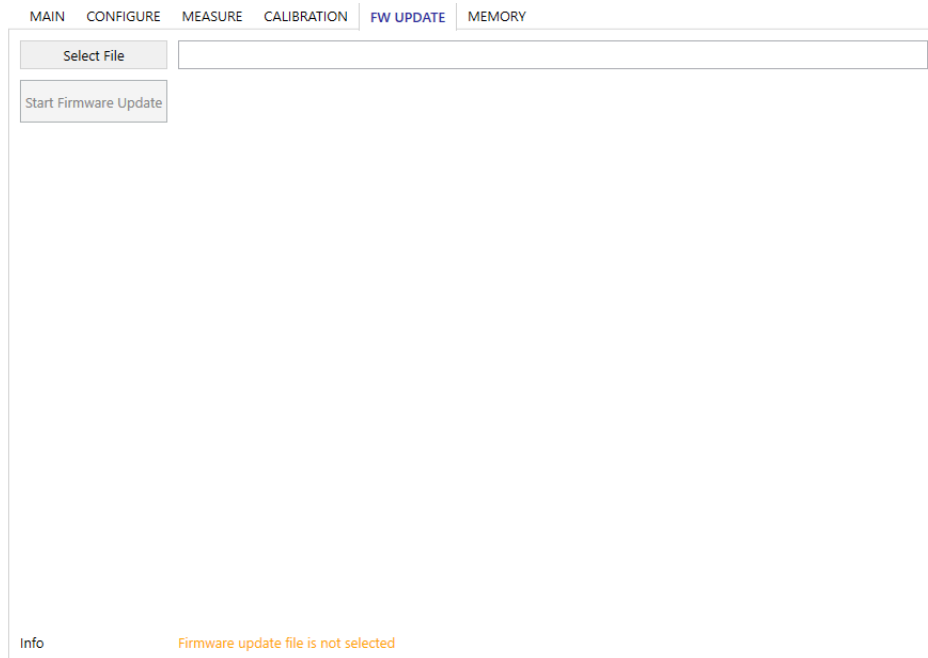 MAIN CONFIGURE MEASURE CALIBRATION FW UPDATE MEMORY
Select File
Start Firmware Update
Info Firmware update file is not selected